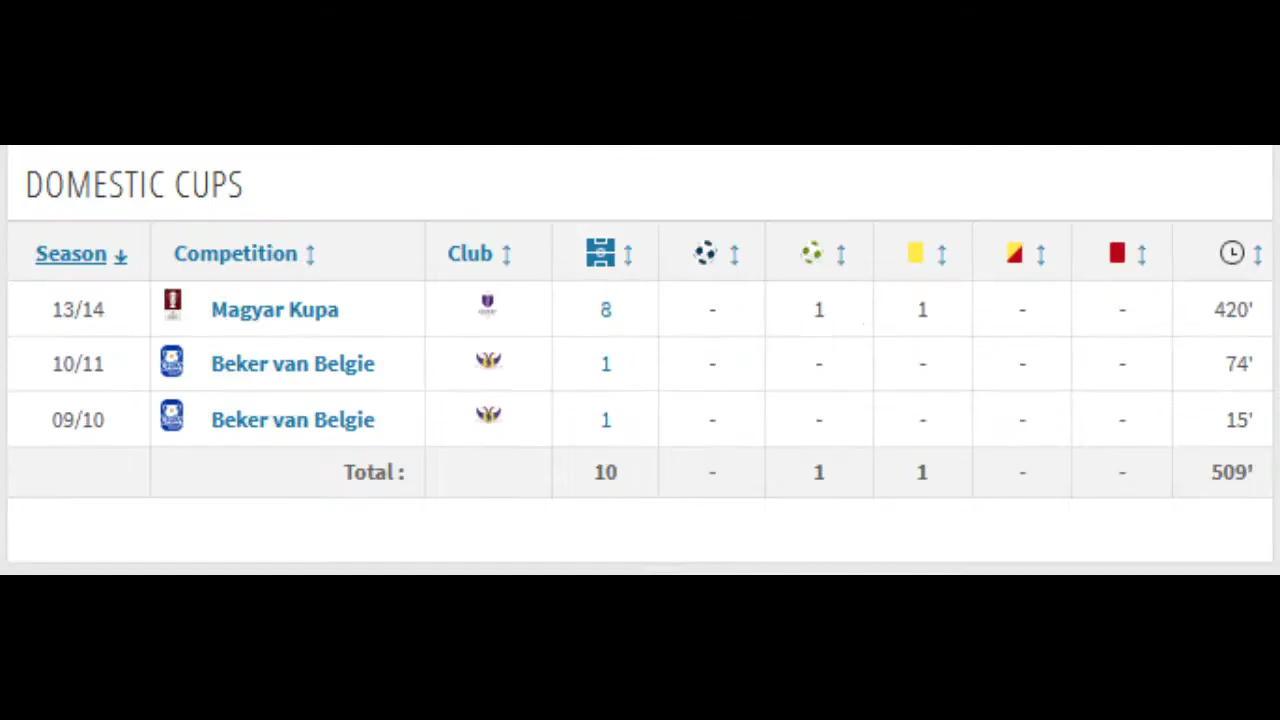 DOMESTIC CUPS
Season Competition Club
13/14 Magyar Kupa 8 - 1 1 - - 420'
10/11 Beker van Belgie 1 - - - - - 74'
09/10 Beker van Belgie 1 - - - - - 15'
Total : 10 - 1 1 - - 509'